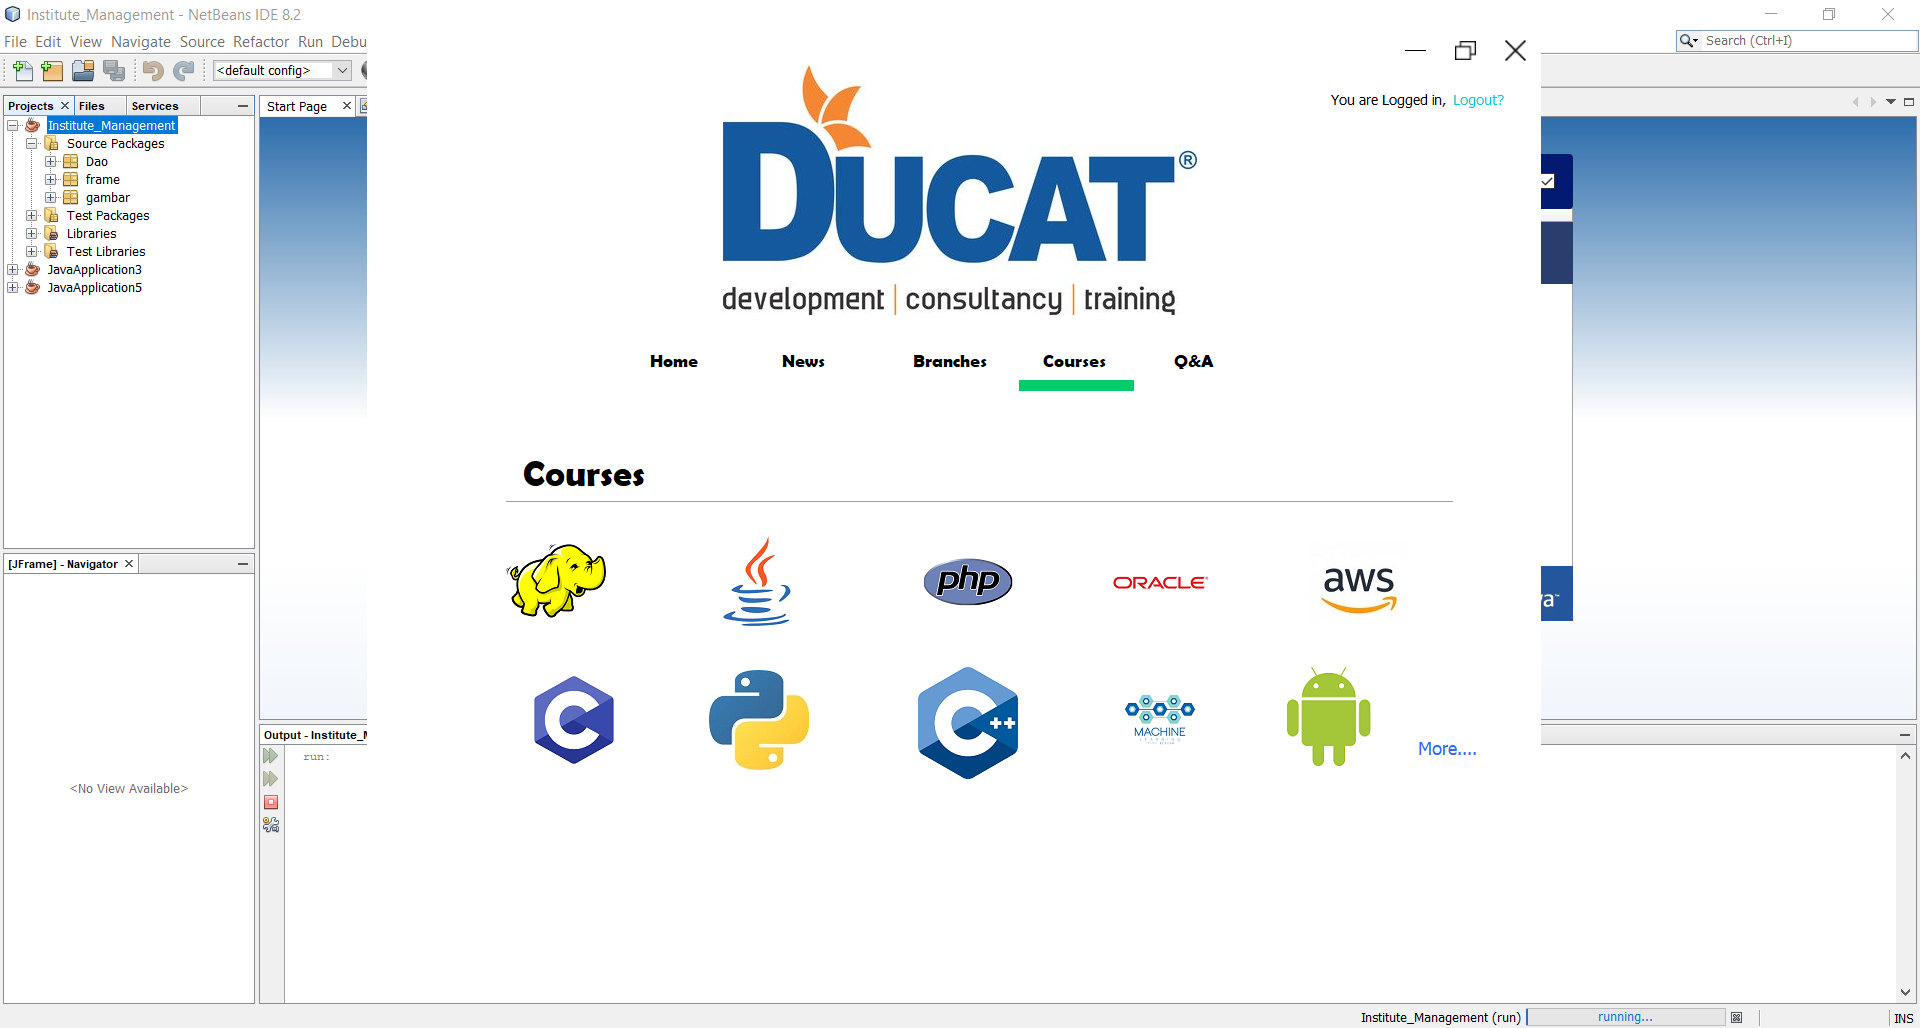 Institute_Management - NetBeans IDE 8.2
File Edit View Navigate Source Refactor Run Debu
Search (Ctrl+I)
<default config>
Projects Files Services
Start Page
Institute_Management
Source Packages
Dao
frame
gambar
Test Packages
Libraries
Test Libraries
JavaApplication3
JavaApplication5
[JFrame] - Navigator
<No View Available>
You are Logged in, Logout?
DUCAT®
development | consultancy | training
Home News Branches Courses Q&A
Courses
php
ORACLE®
aws
va™
C
C++
MACHINE
LEARNING
More....
Output - Institute_M
run:
Institute_Management (run) running... INS